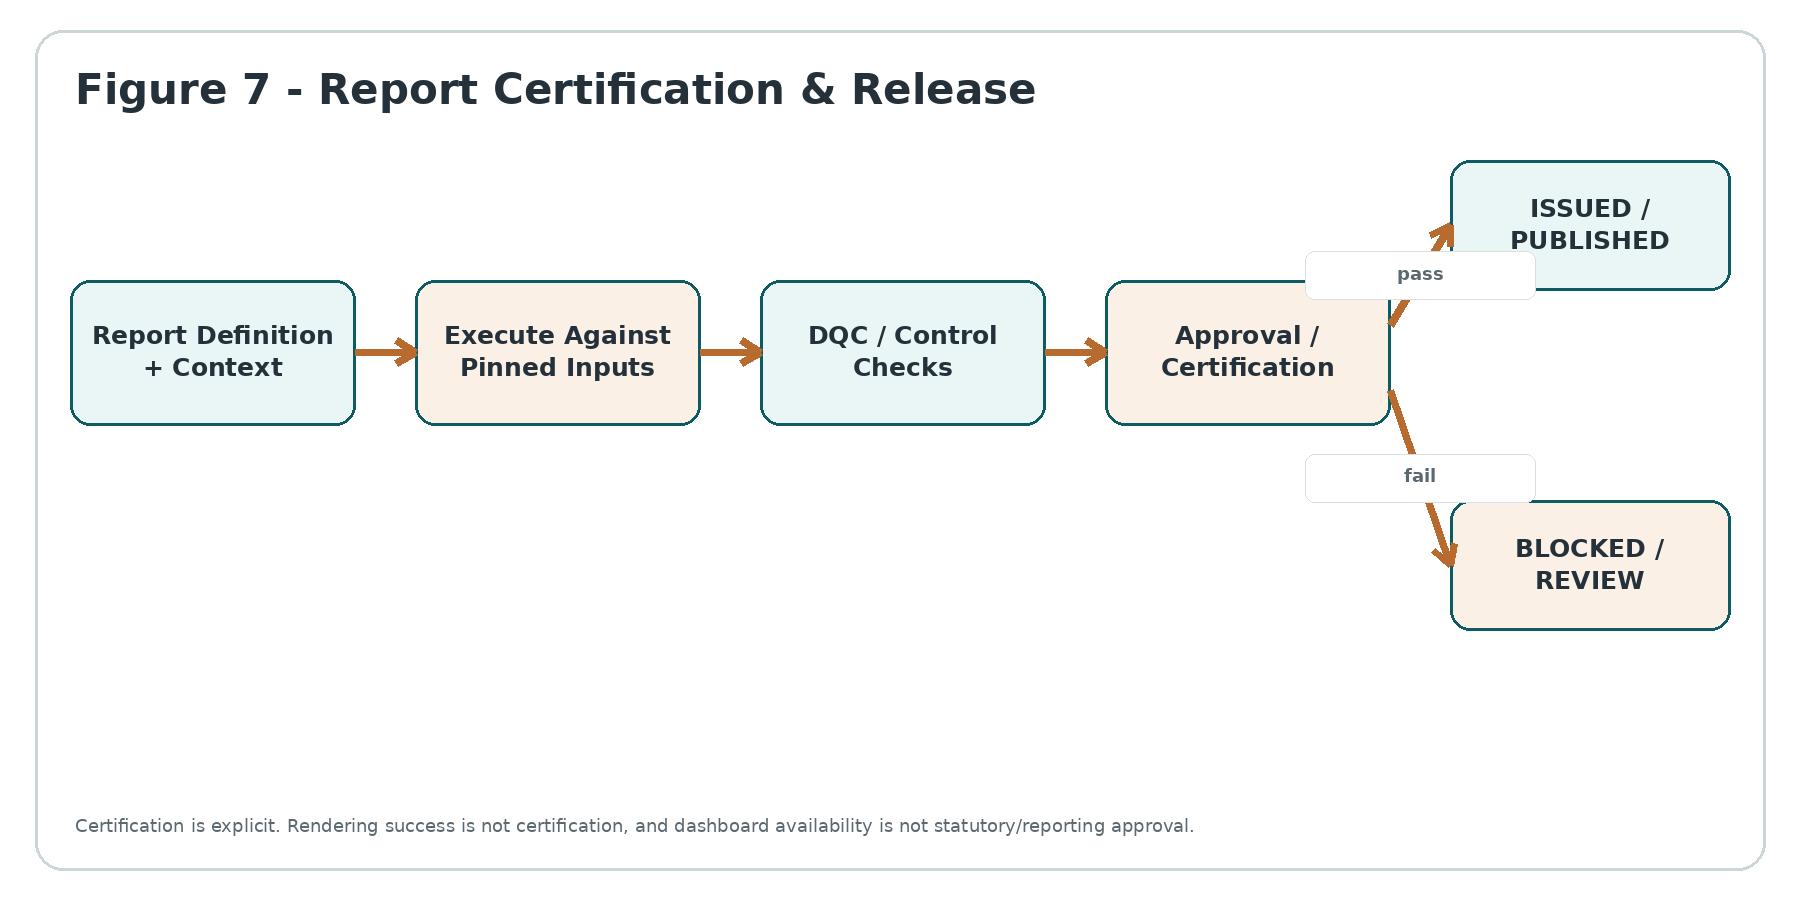 Figure 7 - Report Certification & Release
Report Definition
+ Context
Execute Against
Pinned Inputs
DQC / Control
Checks
Approval /
Certification
pass
ISSUED /
PUBLISHED
fail
BLOCKED /
REVIEW
Certification is explicit. Rendering success is not certification, and dashboard availability is not statutory/reporting approval.